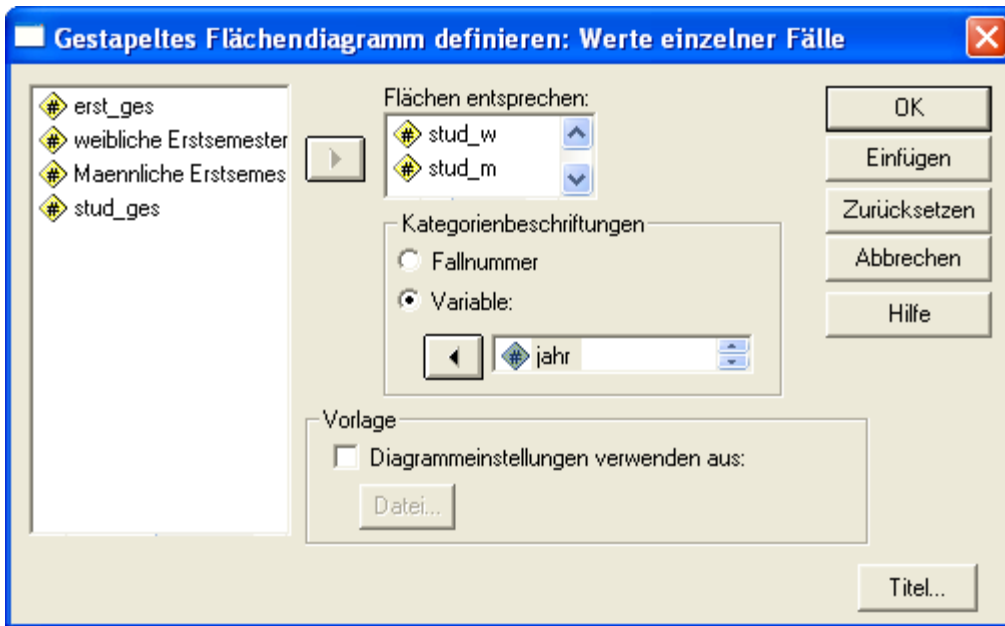 Gestapeltes Flächendiagramm definieren: Werte einzelner Fälle
erst_ges
weibliche Erstsemester
Maennliche Erstsemes
stud_ges
Flächen entsprechen:
stud_w
stud_m
Kategorienbeschriftungen
Fallnummer
Variable:
jahr
Vorlage
Diagrammeinstellungen verwenden aus:
Datei...
OK
Einfügen
Zurücksetzen
Abbrechen
Hilfe
Titel...